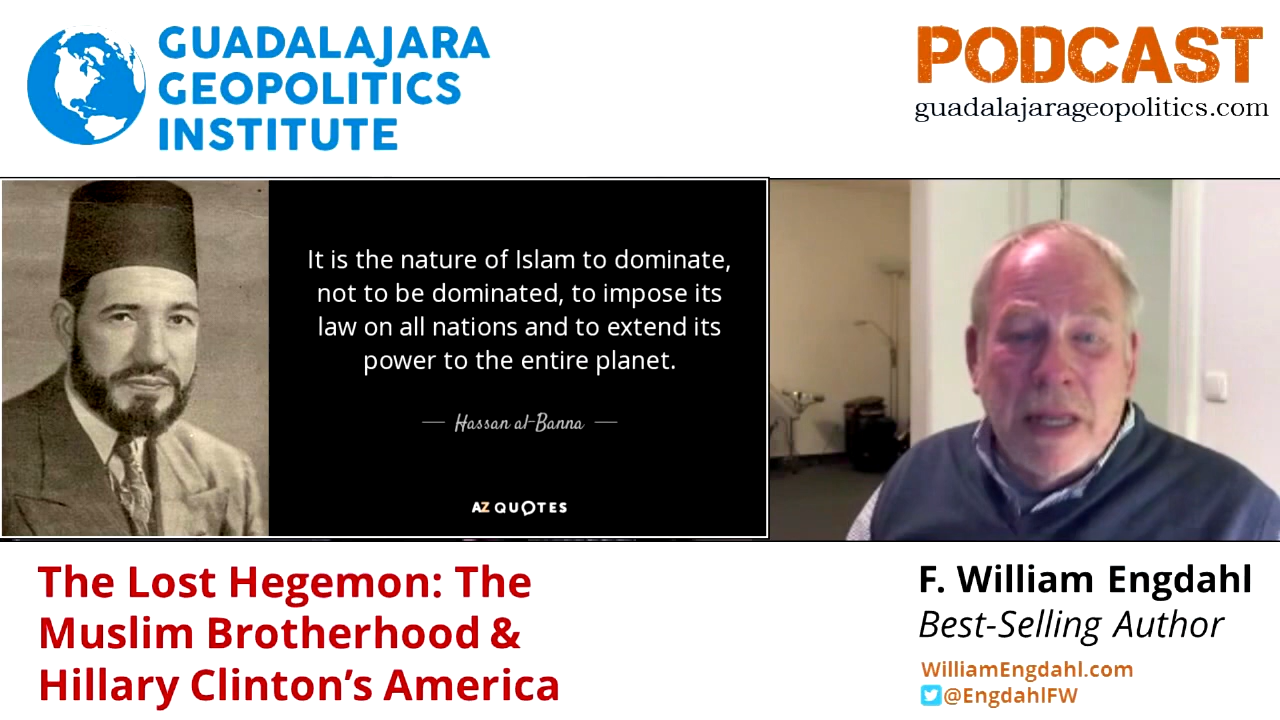 GUADALAJARA
GEOPOLITICS
INSTITUTE
PODCAST
guadalajarageopolitics.com
It is the nature of Islam to dominate,
not to be dominated, to impose its
law on all nations and to extend its
power to the entire planet.
Hassan al-Banna
AZ QUOTES
The Lost Hegemon: The
Muslim Brotherhood &
Hillary Clinton’s America
F. William Engdahl
Best-Selling Author
WilliamEngdahl.com
@EngdahlFW